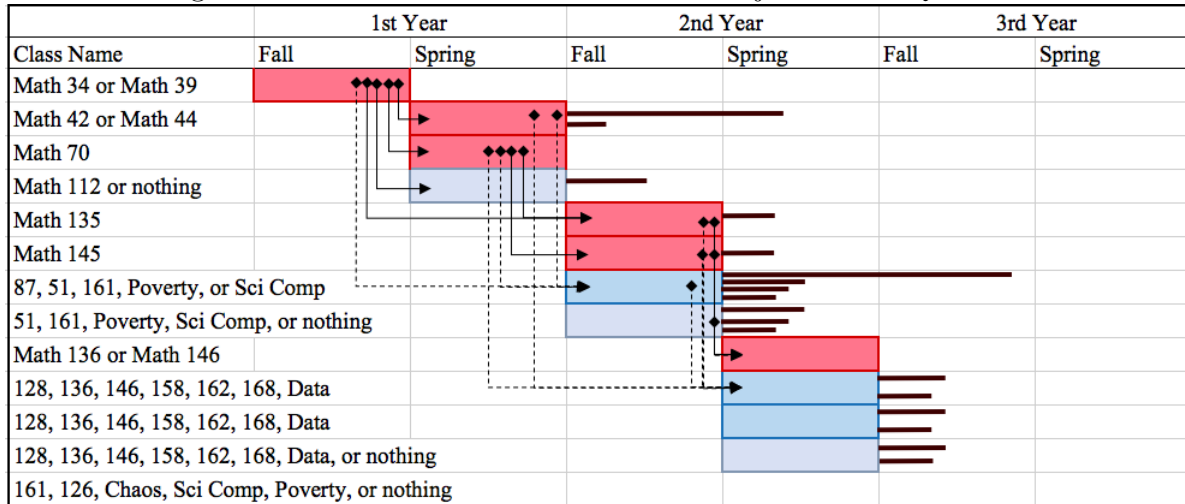 1st Year 2nd Year 3rd Year
Class Name Fall Spring Fall Spring Fall Spring
Math 34 or Math 39
Math 42 or Math 44
Math 70
Math 112 or nothing
Math 135
Math 145
87, 51, 161, Poverty, or Sci Comp
51, 161, Poverty, Sci Comp, or nothing
Math 136 or Math 146
128, 136, 146, 158, 162, 168, Data
128, 136, 146, 158, 162, 168, Data
128, 136, 146, 158, 162, 168, Data, or nothing
161, 126, Chaos, Sci Comp, Poverty, or nothing